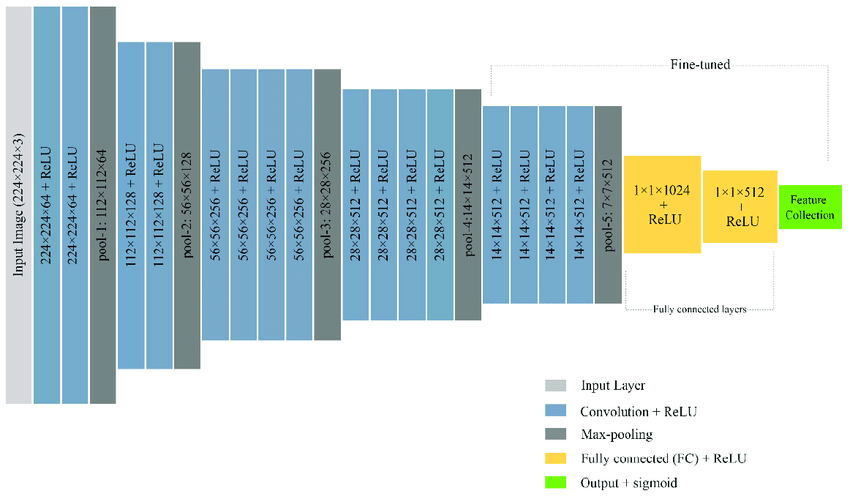 Input Image (224×224×3)
224×224×64 + ReLU
224×224×64 + ReLU
pool-1: 112×112×64
112×112×128 + ReLU
112×112×128 + ReLU
pool-2: 56×56×128
56×56×256 + ReLU
56×56×256 + ReLU
56×56×256 + ReLU
56×56×256 + ReLU
pool-3: 28×28×256
28×28×512 + ReLU
28×28×512 + ReLU
28×28×512 + ReLU
28×28×512 + ReLU
pool-4:14×14×512
14×14×512 + ReLU
14×14×512 + ReLU
14×14×512 + ReLU
14×14×512 + ReLU
pool-5: 7×7×512
Fine-tuned
1×1×1024
+
ReLU
1×1×512
+
ReLU
Feature
Collection
Fully connected layers
Input Layer
Convolution + ReLU
Max-pooling
Fully connected (FC) + ReLU
Output + sigmoid